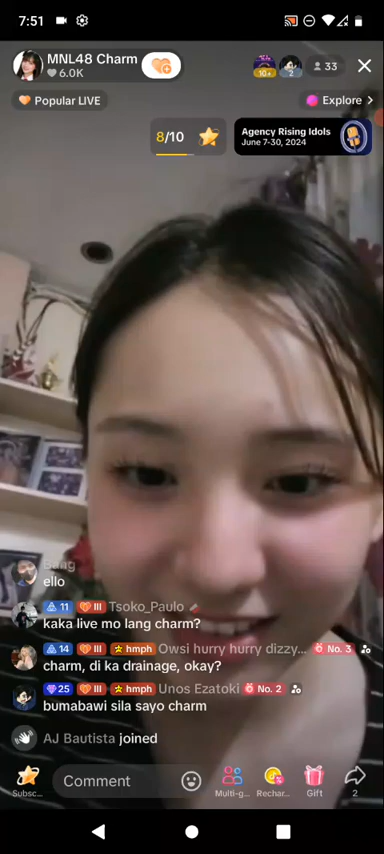 7:51
MNL48 Charm
6.0K
10+
2
33
Popular LIVE
Explore >
8/10
Agency Rising Idols
June 7-30, 2024
Bang
ello
11 III Tsoko_Paulo
kaka live mo lang charm?
14 III hmph Owsi hurry hurry dizzy... No. 3
charm, di ka drainage, okay?
25 III hmph Unos Ezatoki No. 2
bumabawi sila sayo charm
AJ Bautista joined
Subsc...
Comment
Multi-g...
Rechar...
Gift
2